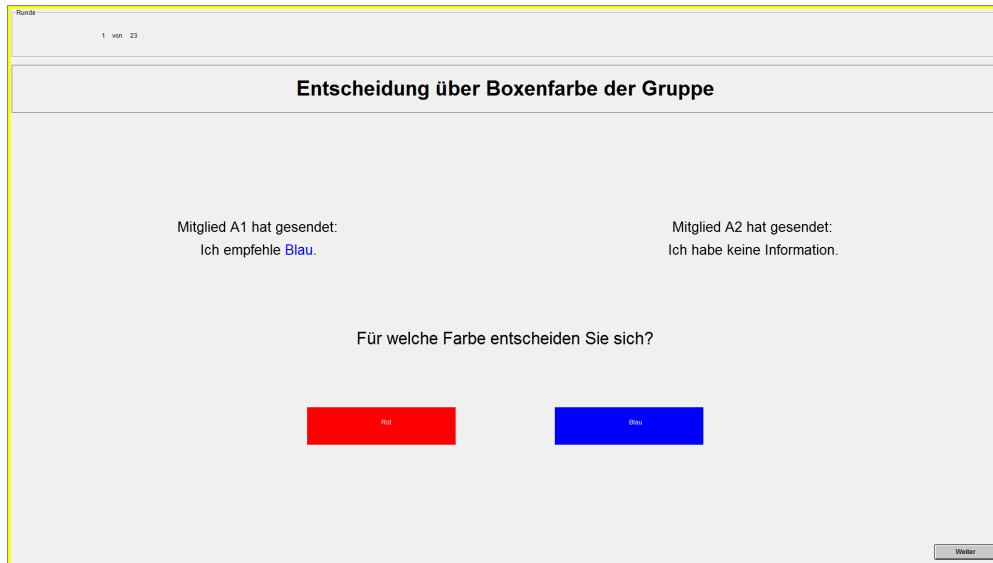 Runde
1 von 23
Entscheidung über Boxenfarbe der Gruppe
Mitglied A1 hat gesendet:
Ich empfehle Blau.
Mitglied A2 hat gesendet:
Ich habe keine Information.
Für welche Farbe entscheiden Sie sich?
Rot
Blau
Weiter